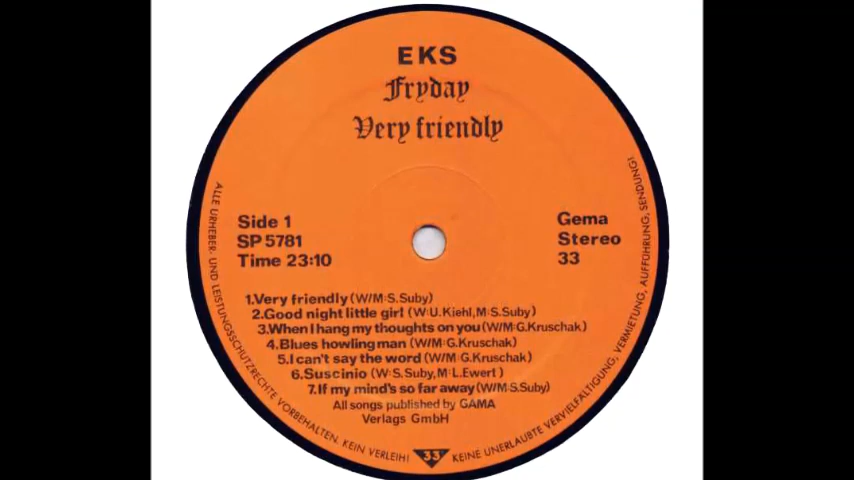 EKS
Fryday
Very friendly
Side 1
SP 5781
Time 23:10
Gema
Stereo
33
1.Very friendly (W/M:S.Suby)
2.Good night little girl (W:U.Kiehl, M:S.Suby)
3.When I hang my thoughts on you (W/M:G.Kruschak)
4.Blues howling man (W/M:G.Kruschak)
5.I can't say the word (W/M:G.Kruschak)
6.Suscinio (W:S.Suby, M:L.Ewert)
7.If my mind's so far away (W/M:S.Suby)
All songs published by GAMA
Verlags GmbH
ALLE URHEBER- UND LEISTUNGSSCHUTZRECHTE VORBEHALTEN. KEIN VERLEIH! KEINE UNERLAUBTE VERVIELFALTIGUNG, VERMIETUNG, AUFFÜHRUNG, SENDUNG!
33